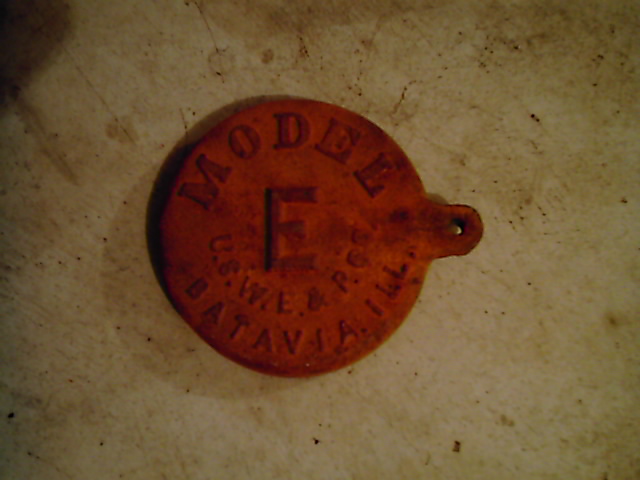 MODEL
E
U.S.W.E. & P. CO.
BATAVIA. ILL.